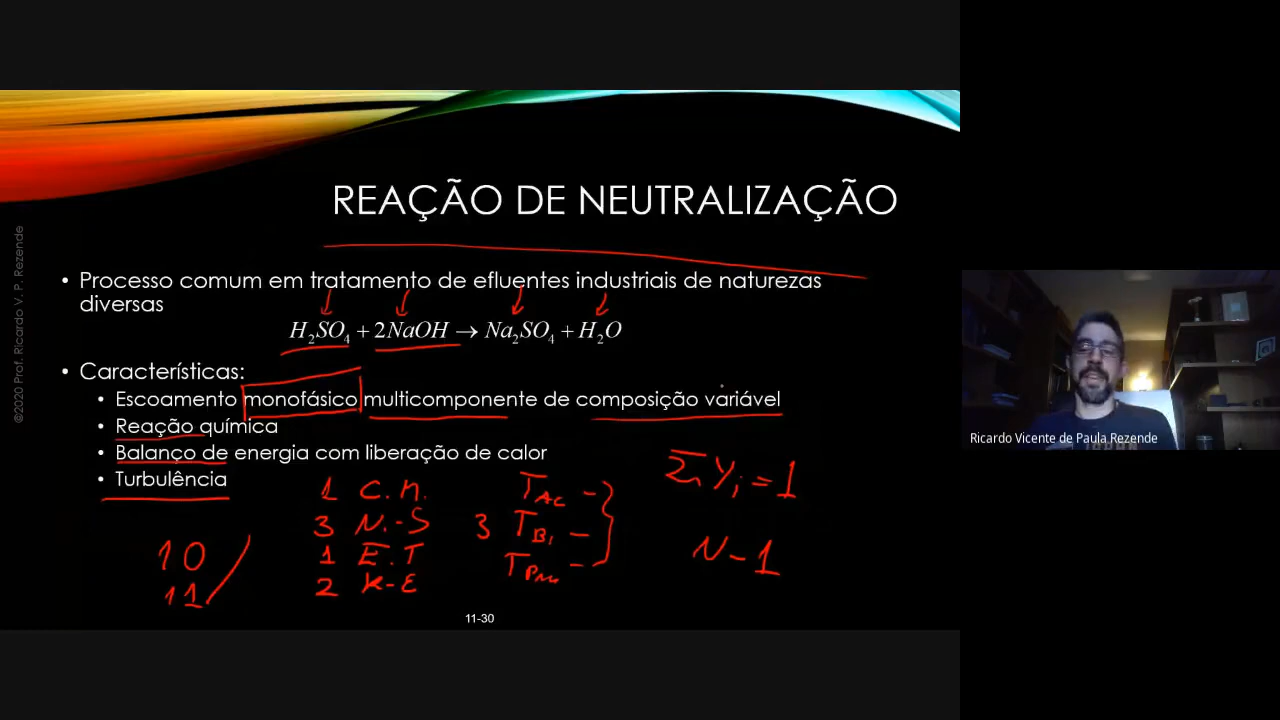 REAÇÃO DE NEUTRALIZAÇÃO
• Processo comum em tratamento de efluentes industriais de naturezas
diversas
H₂SO₄ + 2NaOH → Na₂SO₄ + H₂O
• Características:
• Escoamento monofásico multicomponente de composição variável
• Reação química
• Balanço de energia com liberação de calor
• Turbulência
1 C.M.
3 N.-S
1 E.T
2 K-E
10
11
3
T_AC -
T_B, -
Σ Yᵢ = 1
N-1
11-30
©2020 Prof. Ricardo V. P. Rezende
Ricardo Vicente de Paula Rezende